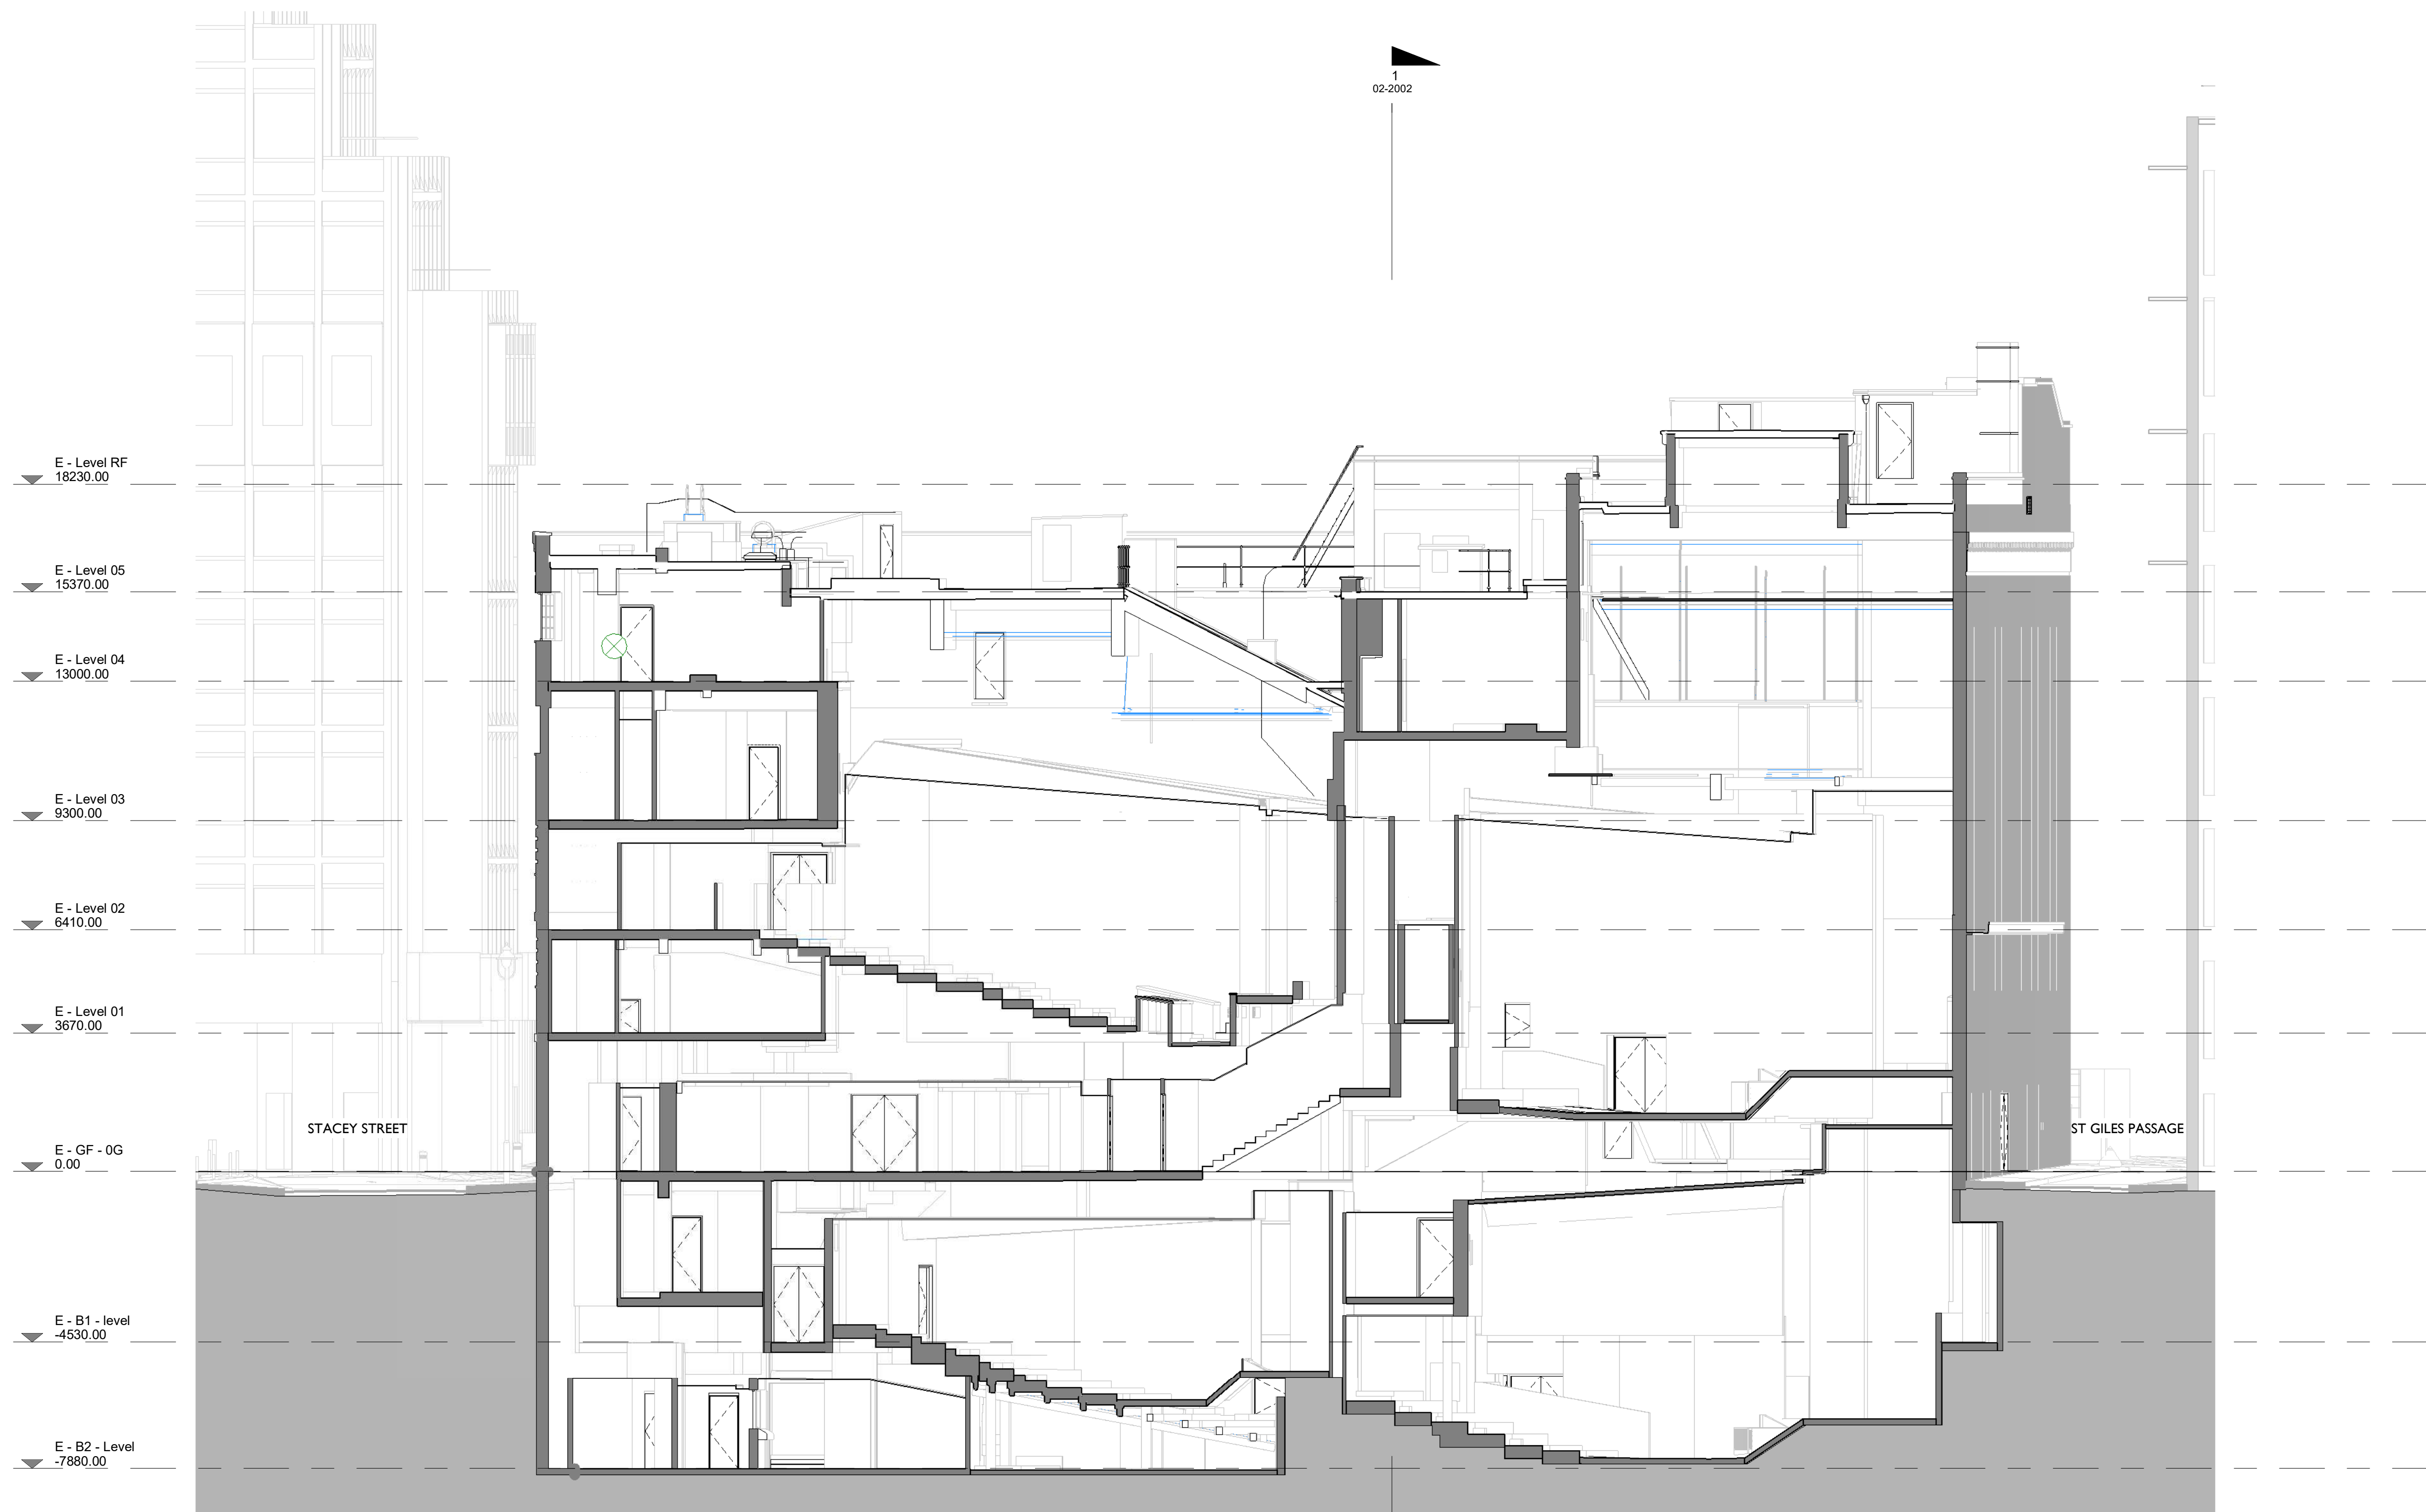 1
02-2002
E - Level RF
18230.00
E - Level 05
15370.00
E - Level 04
13000.00
E - Level 03
9300.00
E - Level 02
6410.00
E - Level 01
3670.00
STACEY STREET
ST GILES PASSAGE
E - GF - 0G
0.00
E - B1 - level
-4530.00
E - B2 - Level
-7880.00